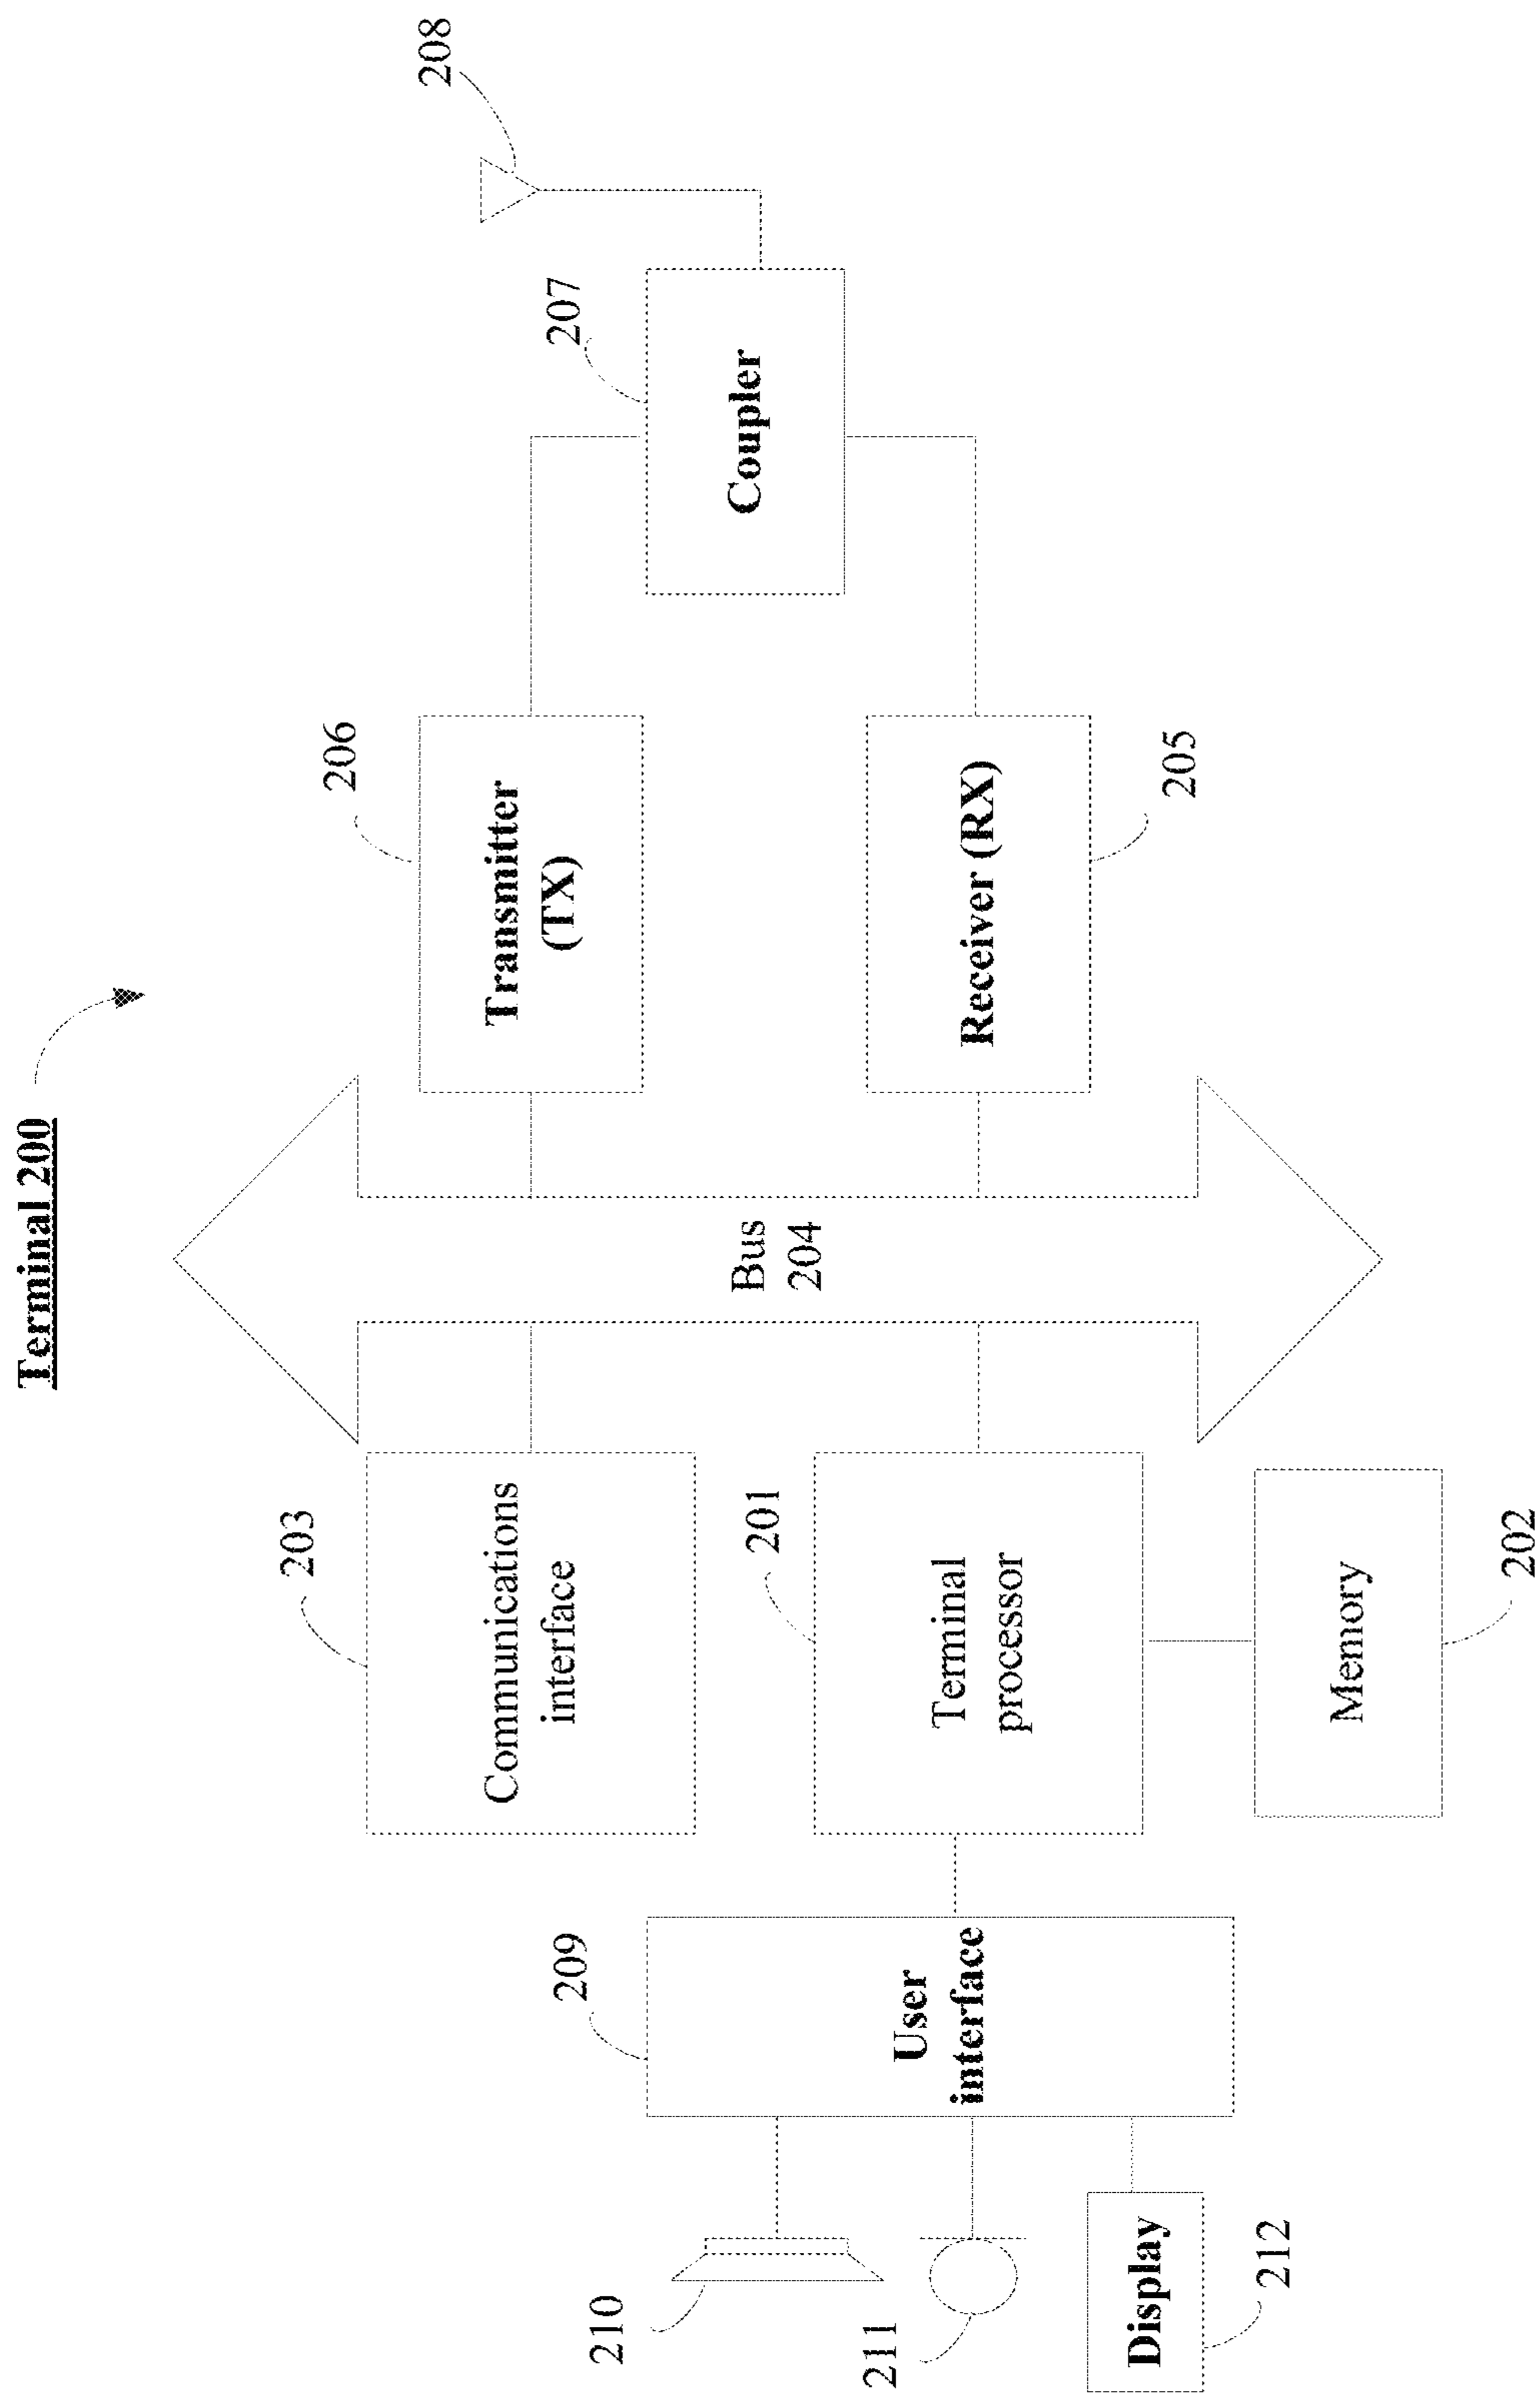 Terminal 200
203
Communications
interface
206
Transmitter
(TX)
208
207
Coupler
209
User
interface
201
Terminal
processor
Bus
204
Receiver (RX)
205
210
211
Display
212
Memory
202